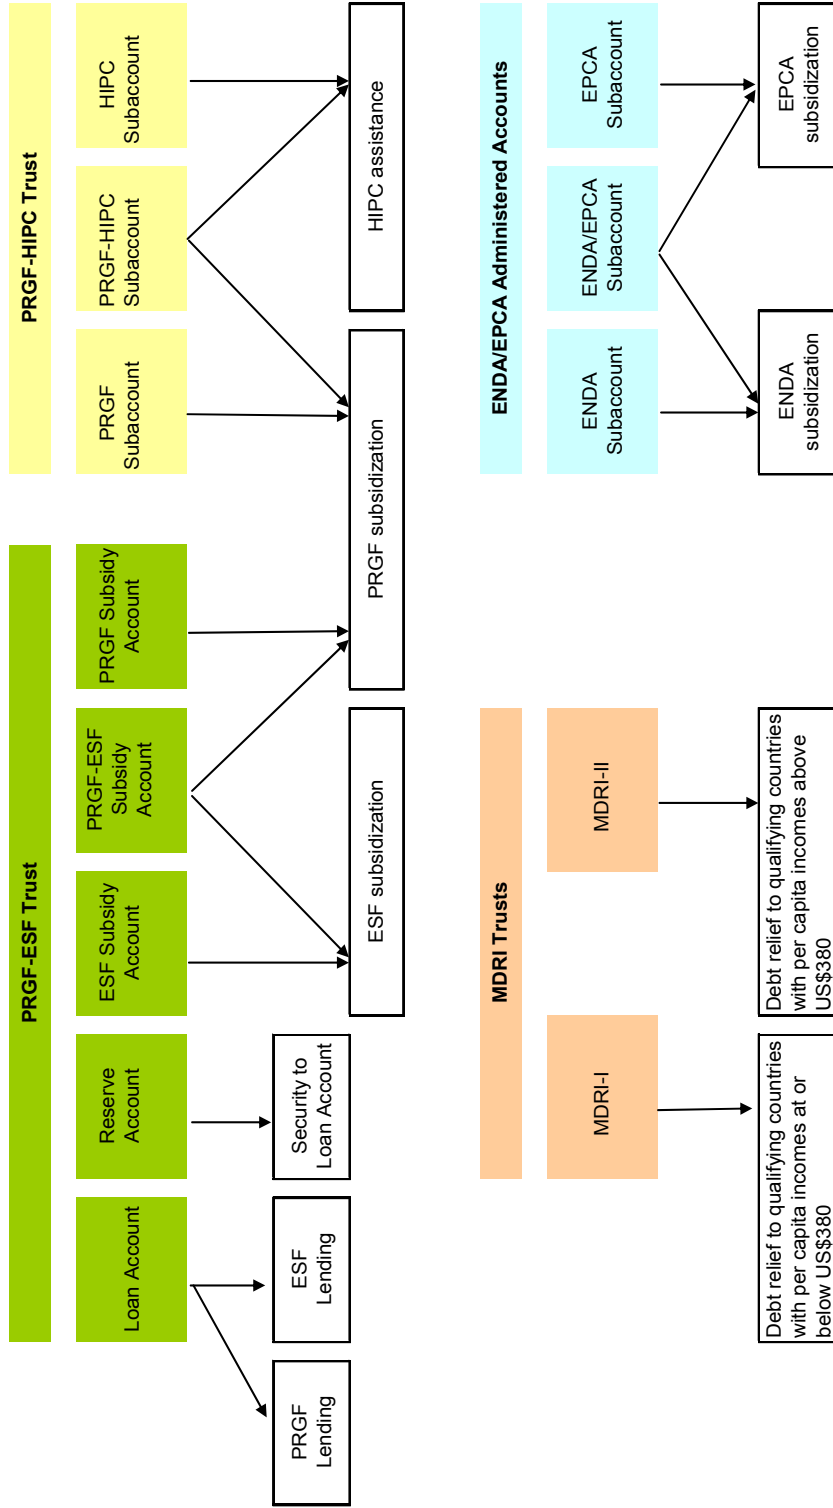 PRGF-ESF Trust
PRGF-HIPC Trust
Loan Account
Reserve
Account
ESF Subsidy
Account
PRGF-ESF
Subsidy
Account
PRGF Subsidy
Account
PRGF
Subaccount
PRGF-HIPC
Subaccount
HIPC
Subaccount
PRGF
Lending
ESF
Lending
Security to
Loan Account
ESF subsidization
PRGF subsidization
HIPC assistance
MDRI Trusts
ENDA/EPCA Administered Accounts
MDRI-I
MDRI-II
ENDA
Subaccount
ENDA/EPCA
Subaccount
EPCA
Subaccount
Debt relief to qualifying countries
with per capita incomes at or
below US$380
Debt relief to qualifying countries
with per capita incomes above
US$380
ENDA
subsidization
EPCA
subsidization